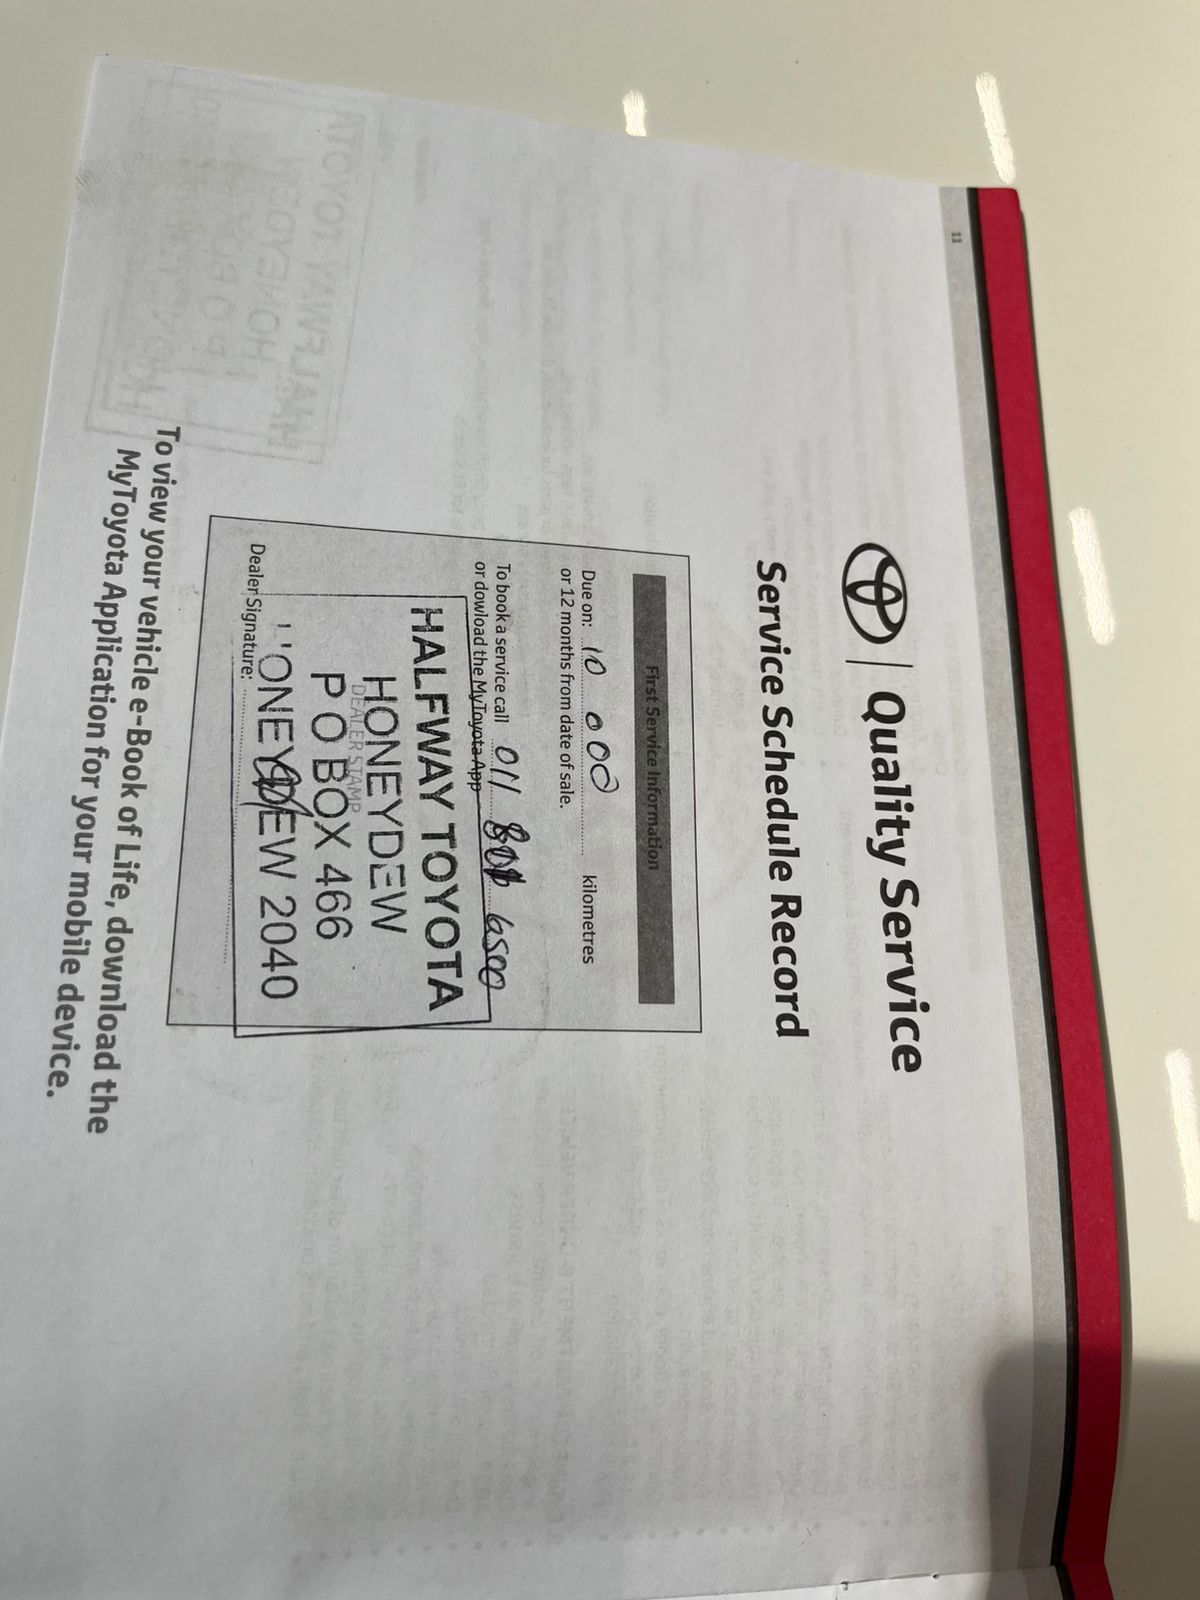 11
Quality Service
Service Schedule Record
First Service Information
Due on: 10 000 kilometres
or 12 months from date of sale.
To book a service call 011 6500
or dowload the MyToyota App
HALFWAY TOYOTA
HONEYDEW
DEALER STAMP
P O BOX 466
HONEYDEW 2040
Dealer Signature:
To view your vehicle e-Book of Life, download the
MyToyota Application for your mobile device.